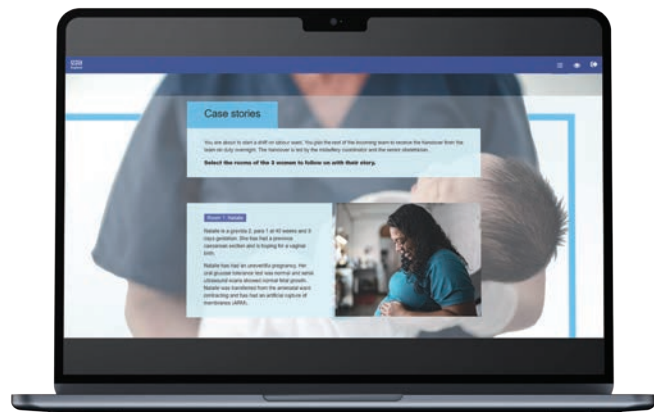 Case stories
You are about to start a shift on labour ward. You join the rest of the incoming team to receive the handover from the
team on duty overnight. The handover is led by the midwifery coordinator and the senior obstetrician.
Select the rooms of the 3 women to follow on with their story.
Room 1 Natalie
Natalie is a gravida 2, para 1 at 40 weeks and 3
days gestation. She has had a previous
caesarean section and is hoping for a vaginal
birth.
Natalie has had an uneventful pregnancy. Her
oral glucose tolerance test was normal and serial
ultrasound scans showed normal fetal growth.
Natalie was transferred from the antenatal ward
contracting and has had an artificial rupture of
membranes (ARM).